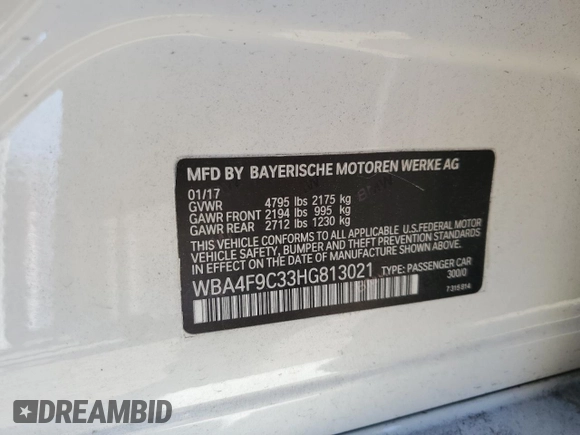 MFD BY BAYERISCHE MOTOREN WERKE AG
01/17
GVWR 4795 lbs 2175 kg
GAWR FRONT 2194 lbs 995 kg
GAWR REAR 2712 lbs 1230 kg
THIS VEHICLE CONFORMS TO ALL APPLICABLE U.S.FEDERAL MOTOR
VEHICLE SAFETY, BUMPER AND THEFT PREVENTION STANDARDS
IN EFFECT ON THE DATE OF MANUFACTURE SHOWN ABOVE.
WBA4F9C33HG813021 TYPE: PASSENGER CAR
300/0
7315814
DREAMBID